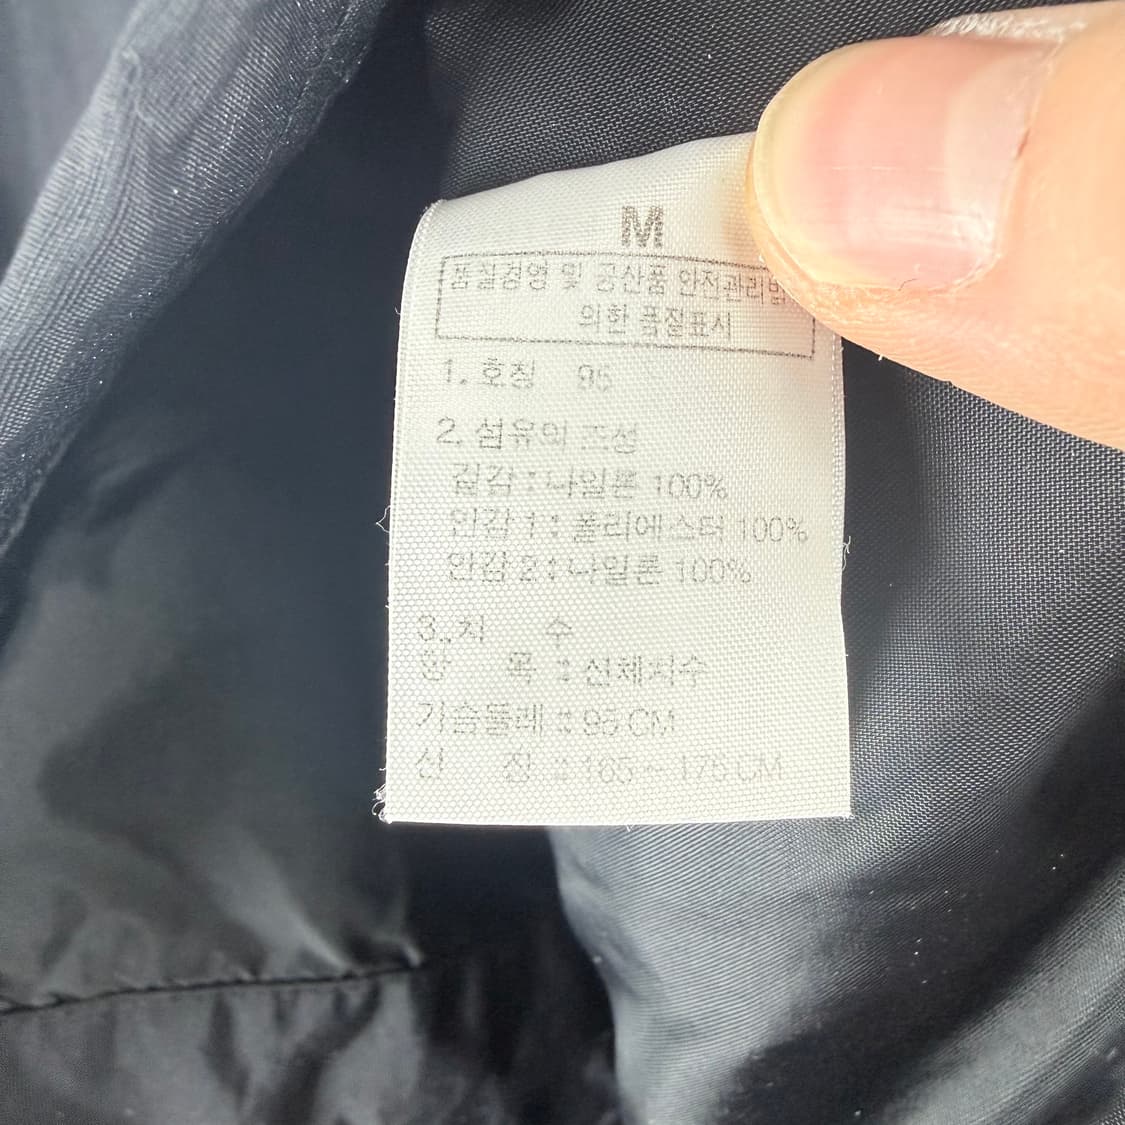 M
품질경영 및 공산품 안전관리법
의한 품질표시
1. 호칭 95
2. 섬유의 조성
겉감 : 나일론 100%
안감 1 : 폴리에스터 100%
안감 2 : 나일론 100%
3. 치 수
항 목 : 신체치수
가슴둘레 : 95 CM
신 장 : 165 ~ 175 CM